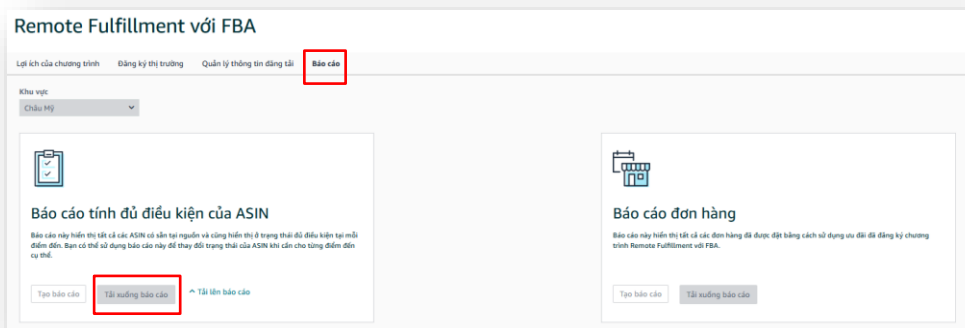 Remote Fulfillment với FBA
Lợi ích của chương trình Đăng ký thị trường Quản lý thông tin đăng tải Báo cáo
Khu vực
Châu Mỹ
Báo cáo tính đủ điều kiện của ASIN
Báo cáo này hiển thị tất cả các ASIN có sẵn tại nguồn và cũng hiển thị ở trạng thái đủ điều kiện tại mỗi
điểm đến. Bạn có thể sử dụng báo cáo này để thay đổi trạng thái của ASIN khi cần cho từng điểm đến
cụ thể.
Tạo báo cáo Tải xuống báo cáo Tải lên báo cáo
Báo cáo đơn hàng
Báo cáo này hiển thị tất cả các đơn hàng đã được đặt bằng cách sử dụng ưu đãi đã đăng ký chương
trình Remote Fulfillment với FBA.
Tạo báo cáo Tải xuống báo cáo